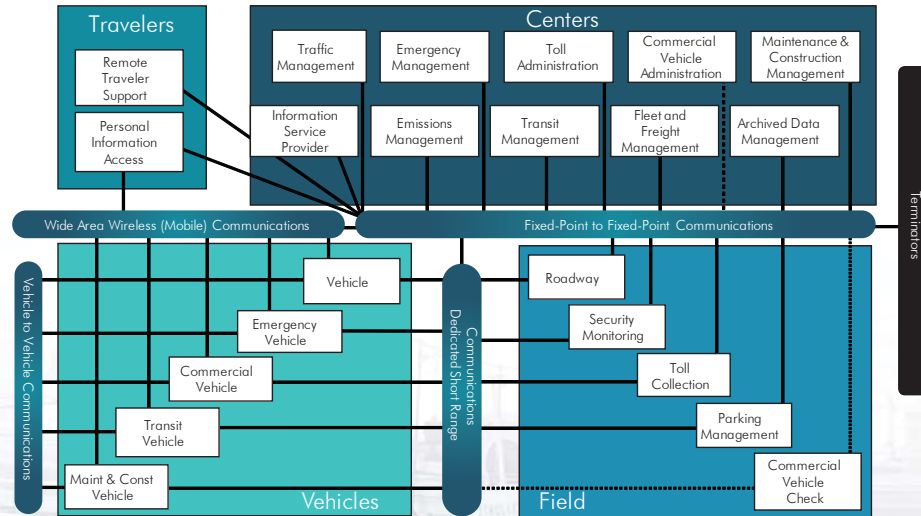 Travelers
Remote
Traveler
Support
Personal
Information
Access
Centers
Traffic
Management
Emergency
Management
Toll
Administration
Commercial
Vehicle
Administration
Maintenance &
Construction
Management
Information
Service
Provider
Emissions
Management
Transit
Management
Fleet and
Freight
Management
Archived Data
Management
Terminators
Wide Area Wireless (Mobile) Communications
Fixed-Point to Fixed-Point Communications
Vehicle to Vehicle Communications
Vehicle
Emergency
Vehicle
Commercial
Vehicle
Transit
Vehicle
Maint & Const
Vehicle
Vehicles
Communications
Dedicated Short Range
Roadway
Security
Monitoring
Toll
Collection
Parking
Management
Commercial
Vehicle
Check
Field